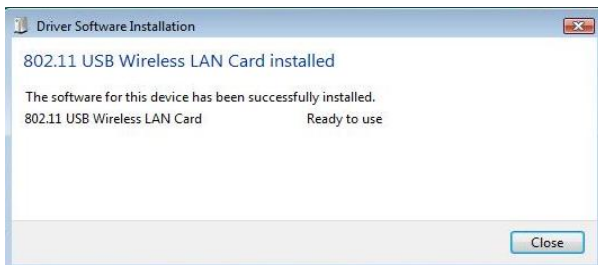 Driver Software Installation
802.11 USB Wireless LAN Card installed
The software for this device has been successfully installed.
802.11 USB Wireless LAN Card Ready to use
Close